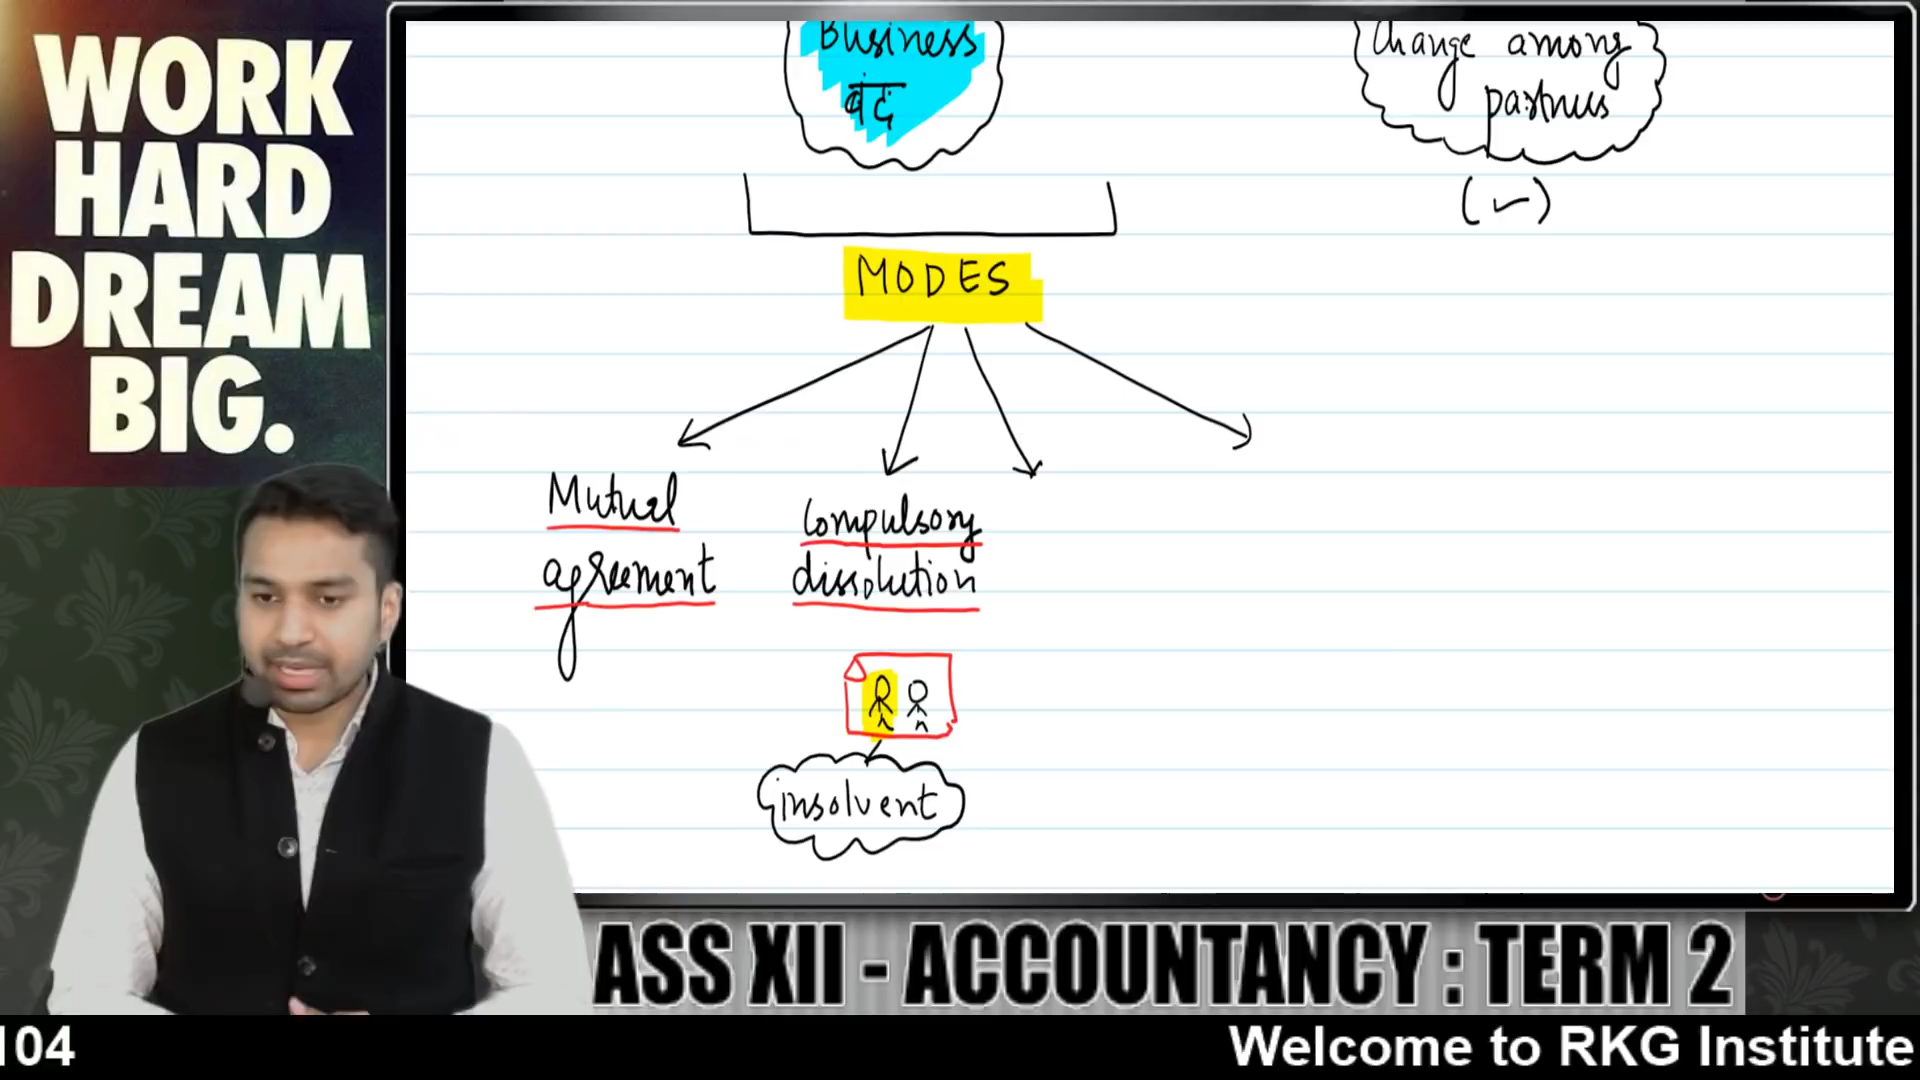 WORK
HARD
DREAM
BIG.
Business
बंद
Change among
partners
MODES
Mutual
agreement
Compulsory
dissolution
insolvent
ASS XII - ACCOUNTANCY : TERM 2
104
Welcome to RKG Institute